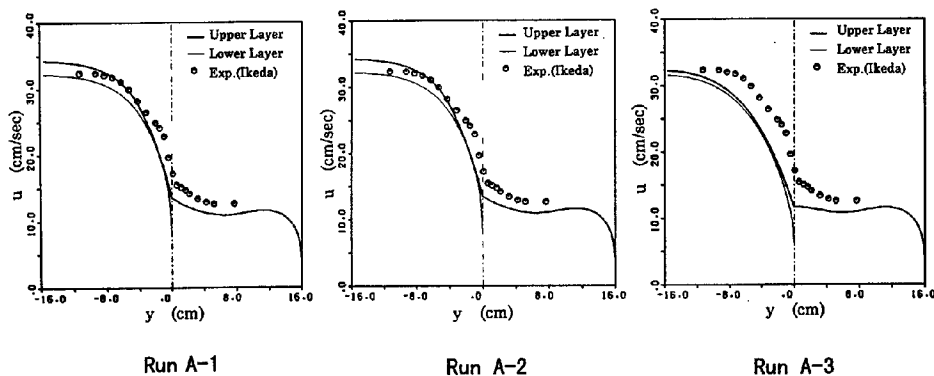 40.0
30.0
20.0
10.0
.0
u (cm/sec)
Upper Layer
Lower Layer
Exp.(Ikeda)
-16.0 -8.0 .0 8.0 16.0
y (cm)
Run A-1
40.0
30.0
20.0
10.0
.0
u (cm/sec)
Upper Layer
Lower Layer
Exp.(Ikeda)
-16.0 -8.0 .0 8.0 16.0
y (cm)
Run A-2
40.0
30.0
20.0
10.0
.0
u (cm/sec)
Upper Layer
Lower Layer
Exp.(Ikeda)
-16.0 -8.0 .0 8.0 16.0
y (cm)
Run A-3